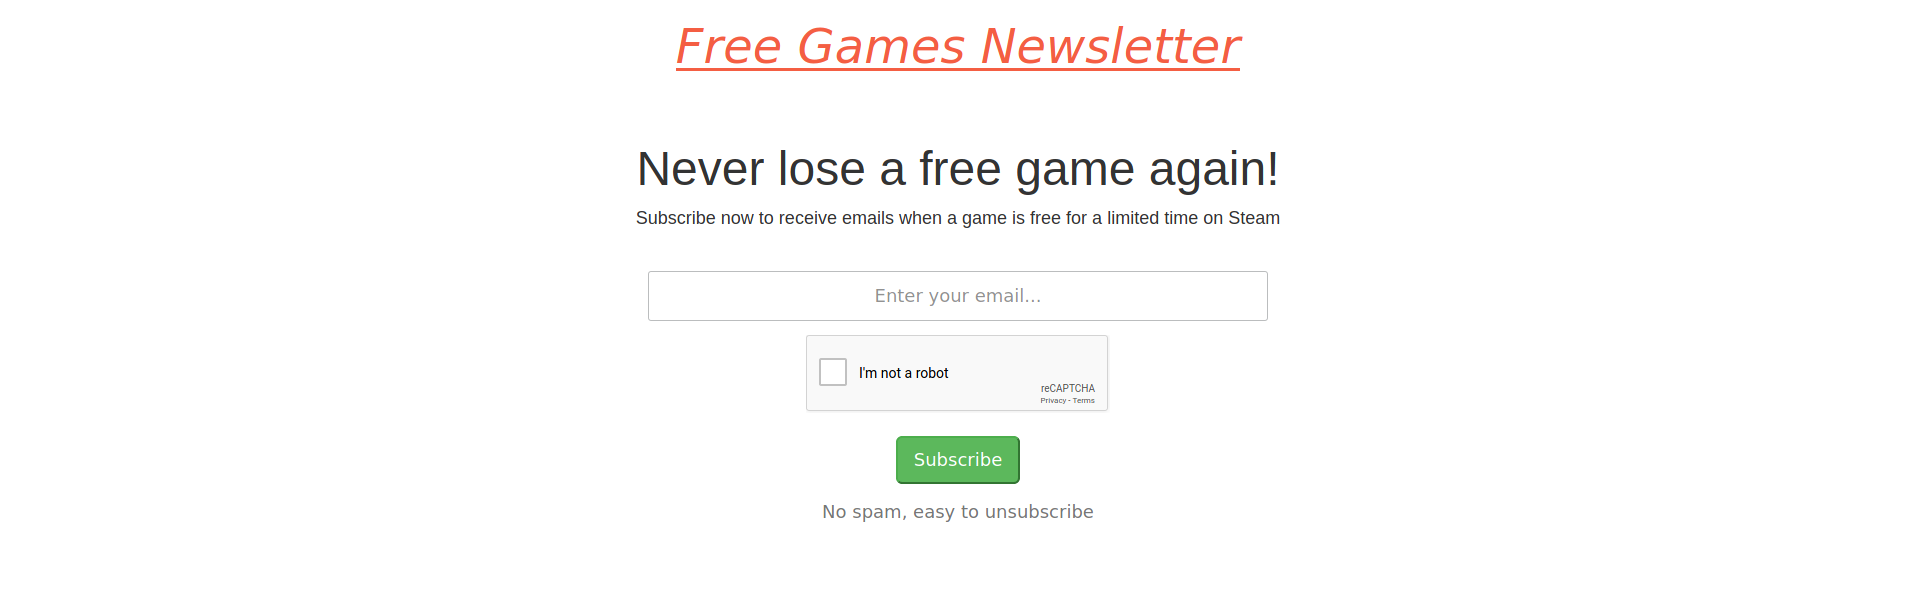 Free Games Newsletter
Never lose a free game again!
Subscribe now to receive emails when a game is free for a limited time on Steam
Enter your email...
I'm not a robot
reCAPTCHA
Privacy - Terms
Subscribe
No spam, easy to unsubscribe